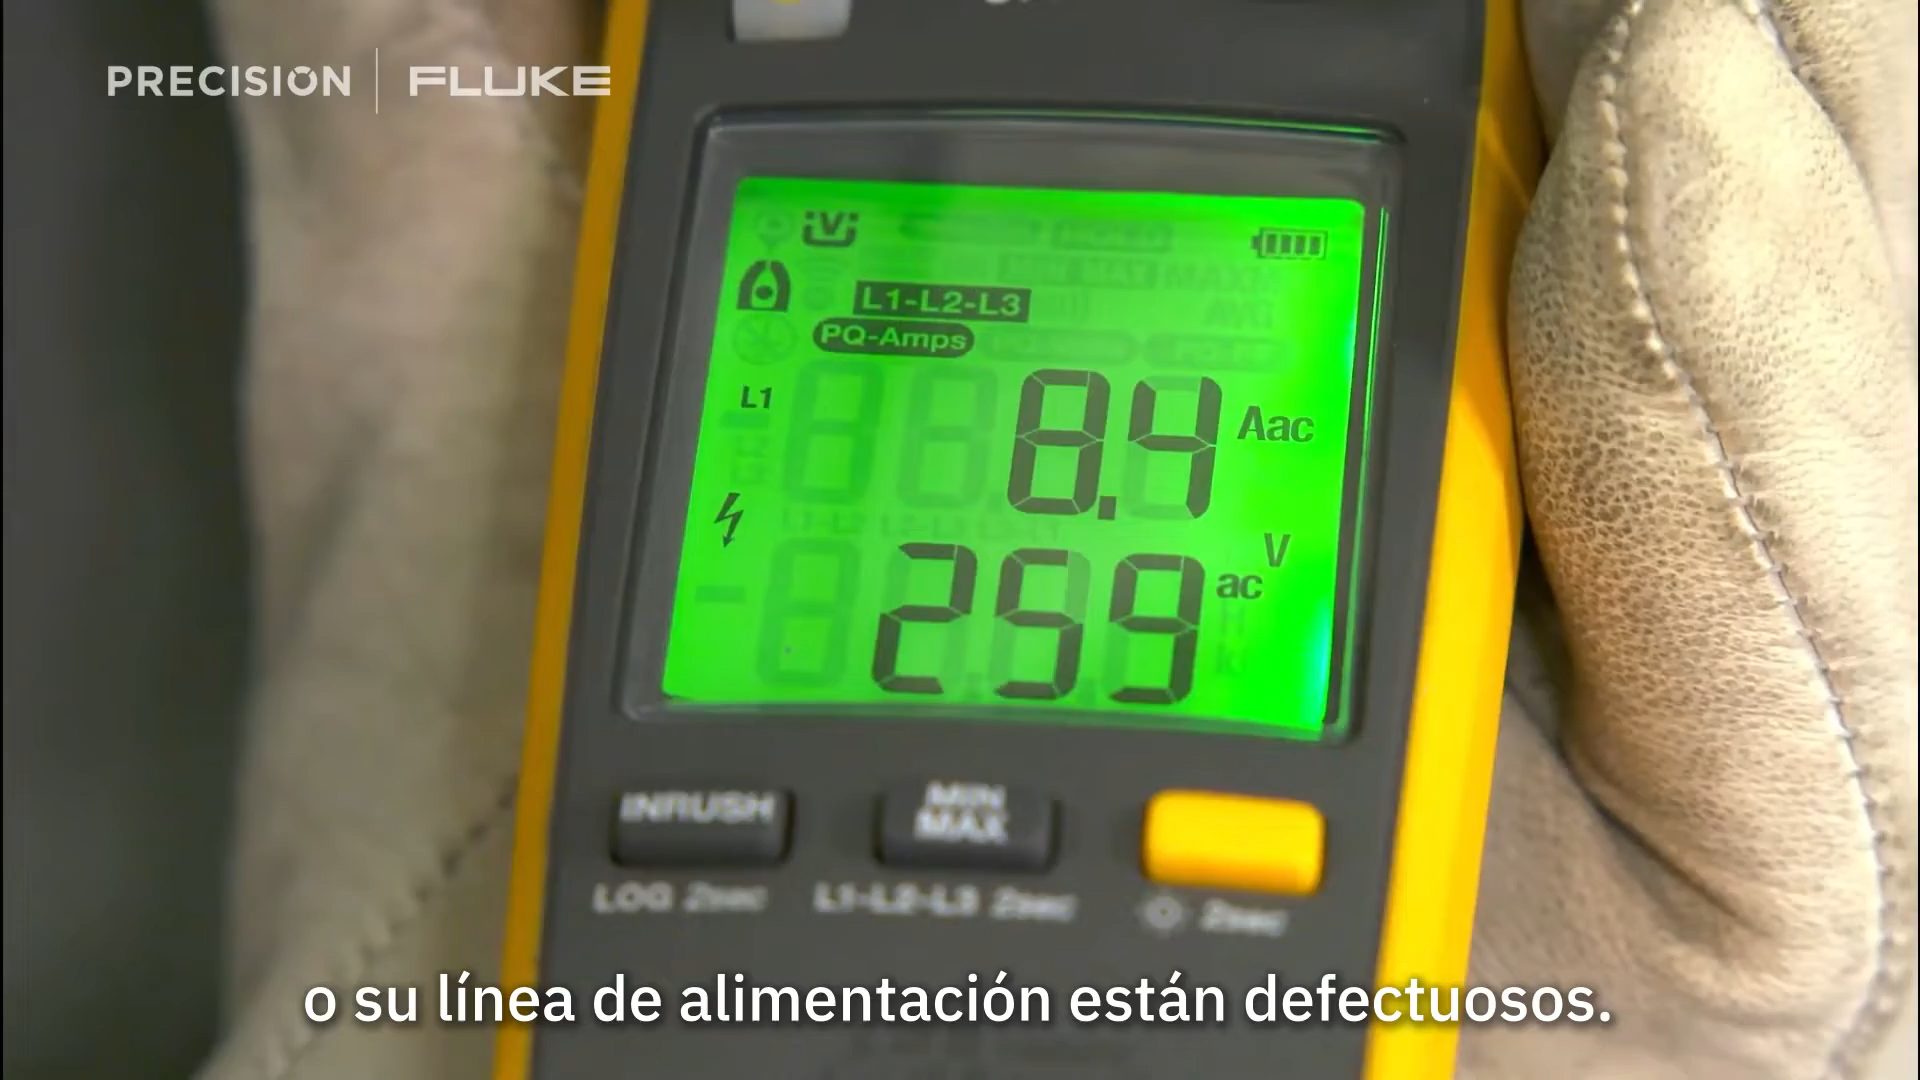 PRECISION | FLUKE
V
L1-L2-L3
PQ-Amps
L1
8.4 Aac
V
259 ac
INRUSH
MIN
MAX
LOG 2sec
L1-L2-L3 2sec
2sec
o su línea de alimentación están defectuosos.